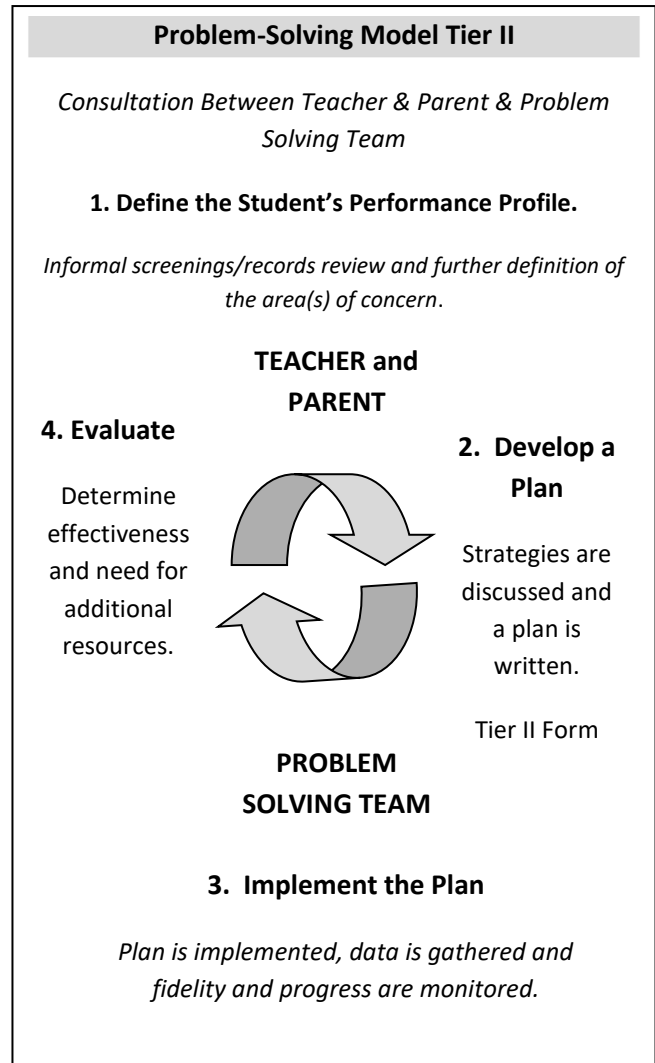 Problem-Solving Model Tier II
Consultation Between Teacher & Parent & Problem
Solving Team
1. Define the Student’s Performance Profile.
Informal screenings/records review and further definition of
the area(s) of concern.
TEACHER and
PARENT
4. Evaluate
Determine
effectiveness
and need for
additional
resources.
2.  Develop a
Plan
Strategies are
discussed and
a plan is
written.
Tier II Form
PROBLEM
SOLVING TEAM
3.  Implement the Plan
Plan is implemented, data is gathered and
fidelity and progress are monitored.